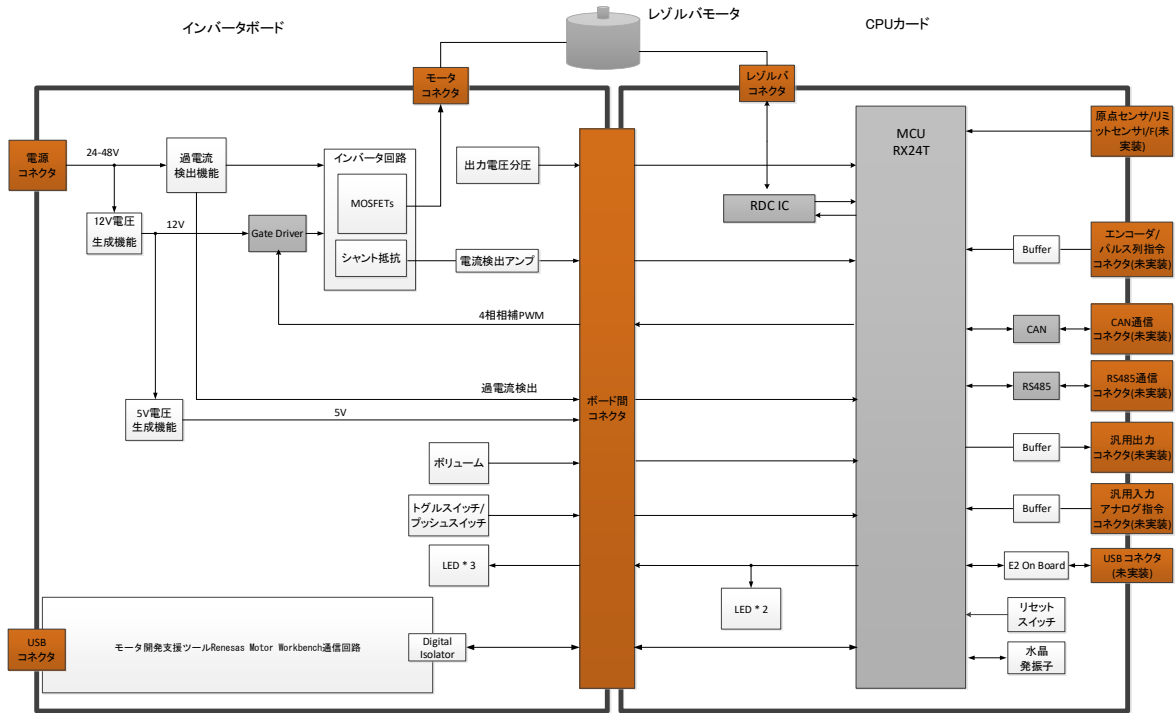 インバータボード
レゾルバモータ
CPUカード
モータ
コネクタ
レゾルバ
コネクタ
電源
コネクタ
24-48V
過電流
検出機能
インバータ回路
MOSFETs
シャント抵抗
12V電圧
生成機能
12V
Gate Driver
出力電圧分圧
電流検出アンプ
4相相補PWM
過電流検出
5V電圧
生成機能
5V
ボリューム
トグルスイッチ/
プッシュスイッチ
LED * 3
USB
コネクタ
モータ開発支援ツールRenesas Motor Workbench通信回路
Digital
Isolator
ボード間
コネクタ
MCU
RX24T
RDC IC
LED * 2
原点センサ/リミ
ットセンサI/F(未
実装)
Buffer
エンコーダ/
パルス列指令
コネクタ(未実装)
CAN
CAN通信
コネクタ(未実装)
RS485
RS485通信
コネクタ(未実装)
Buffer
汎用出力
コネクタ(未実装)
Buffer
汎用入力
アナログ指令
コネクタ(未実装)
E2 On Board
USBコネクタ
(未実装)
リセット
スイッチ
水晶
発振子